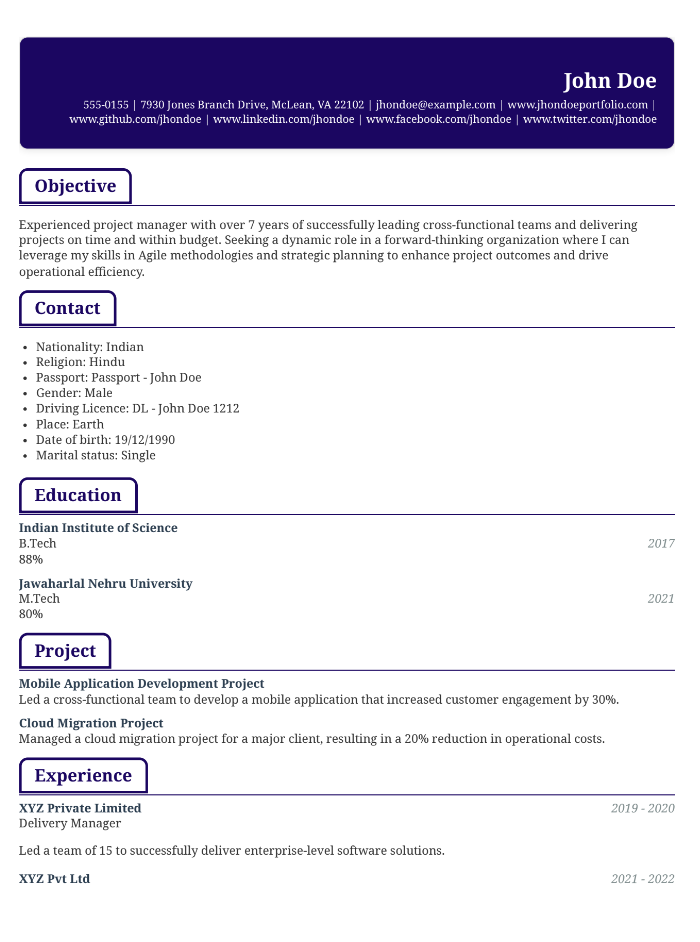 John Doe
555-0155 | 7930 Jones Branch Drive, McLean, VA 22102 | jhondoe@example.com | www.jhondoeportfolio.com |
www.github.com/jhondoe | www.linkedin.com/jhondoe | www.facebook.com/jhondoe | www.twitter.com/jhondoe
Objective
Experienced project manager with over 7 years of successfully leading cross-functional teams and delivering
projects on time and within budget. Seeking a dynamic role in a forward-thinking organization where I can
leverage my skills in Agile methodologies and strategic planning to enhance project outcomes and drive
operational efficiency.
Contact
• Nationality: Indian
• Religion: Hindu
• Passport: Passport - John Doe
• Gender: Male
• Driving Licence: DL - John Doe 1212
• Place: Earth
• Date of birth: 19/12/1990
• Marital status: Single
Education
Indian Institute of Science
B.Tech 2017
88%
Jawaharlal Nehru University
M.Tech 2021
80%
Project
Mobile Application Development Project
Led a cross-functional team to develop a mobile application that increased customer engagement by 30%.
Cloud Migration Project
Managed a cloud migration project for a major client, resulting in a 20% reduction in operational costs.
Experience
XYZ Private Limited 2019 - 2020
Delivery Manager
Led a team of 15 to successfully deliver enterprise-level software solutions.
XYZ Pvt Ltd 2021 - 2022